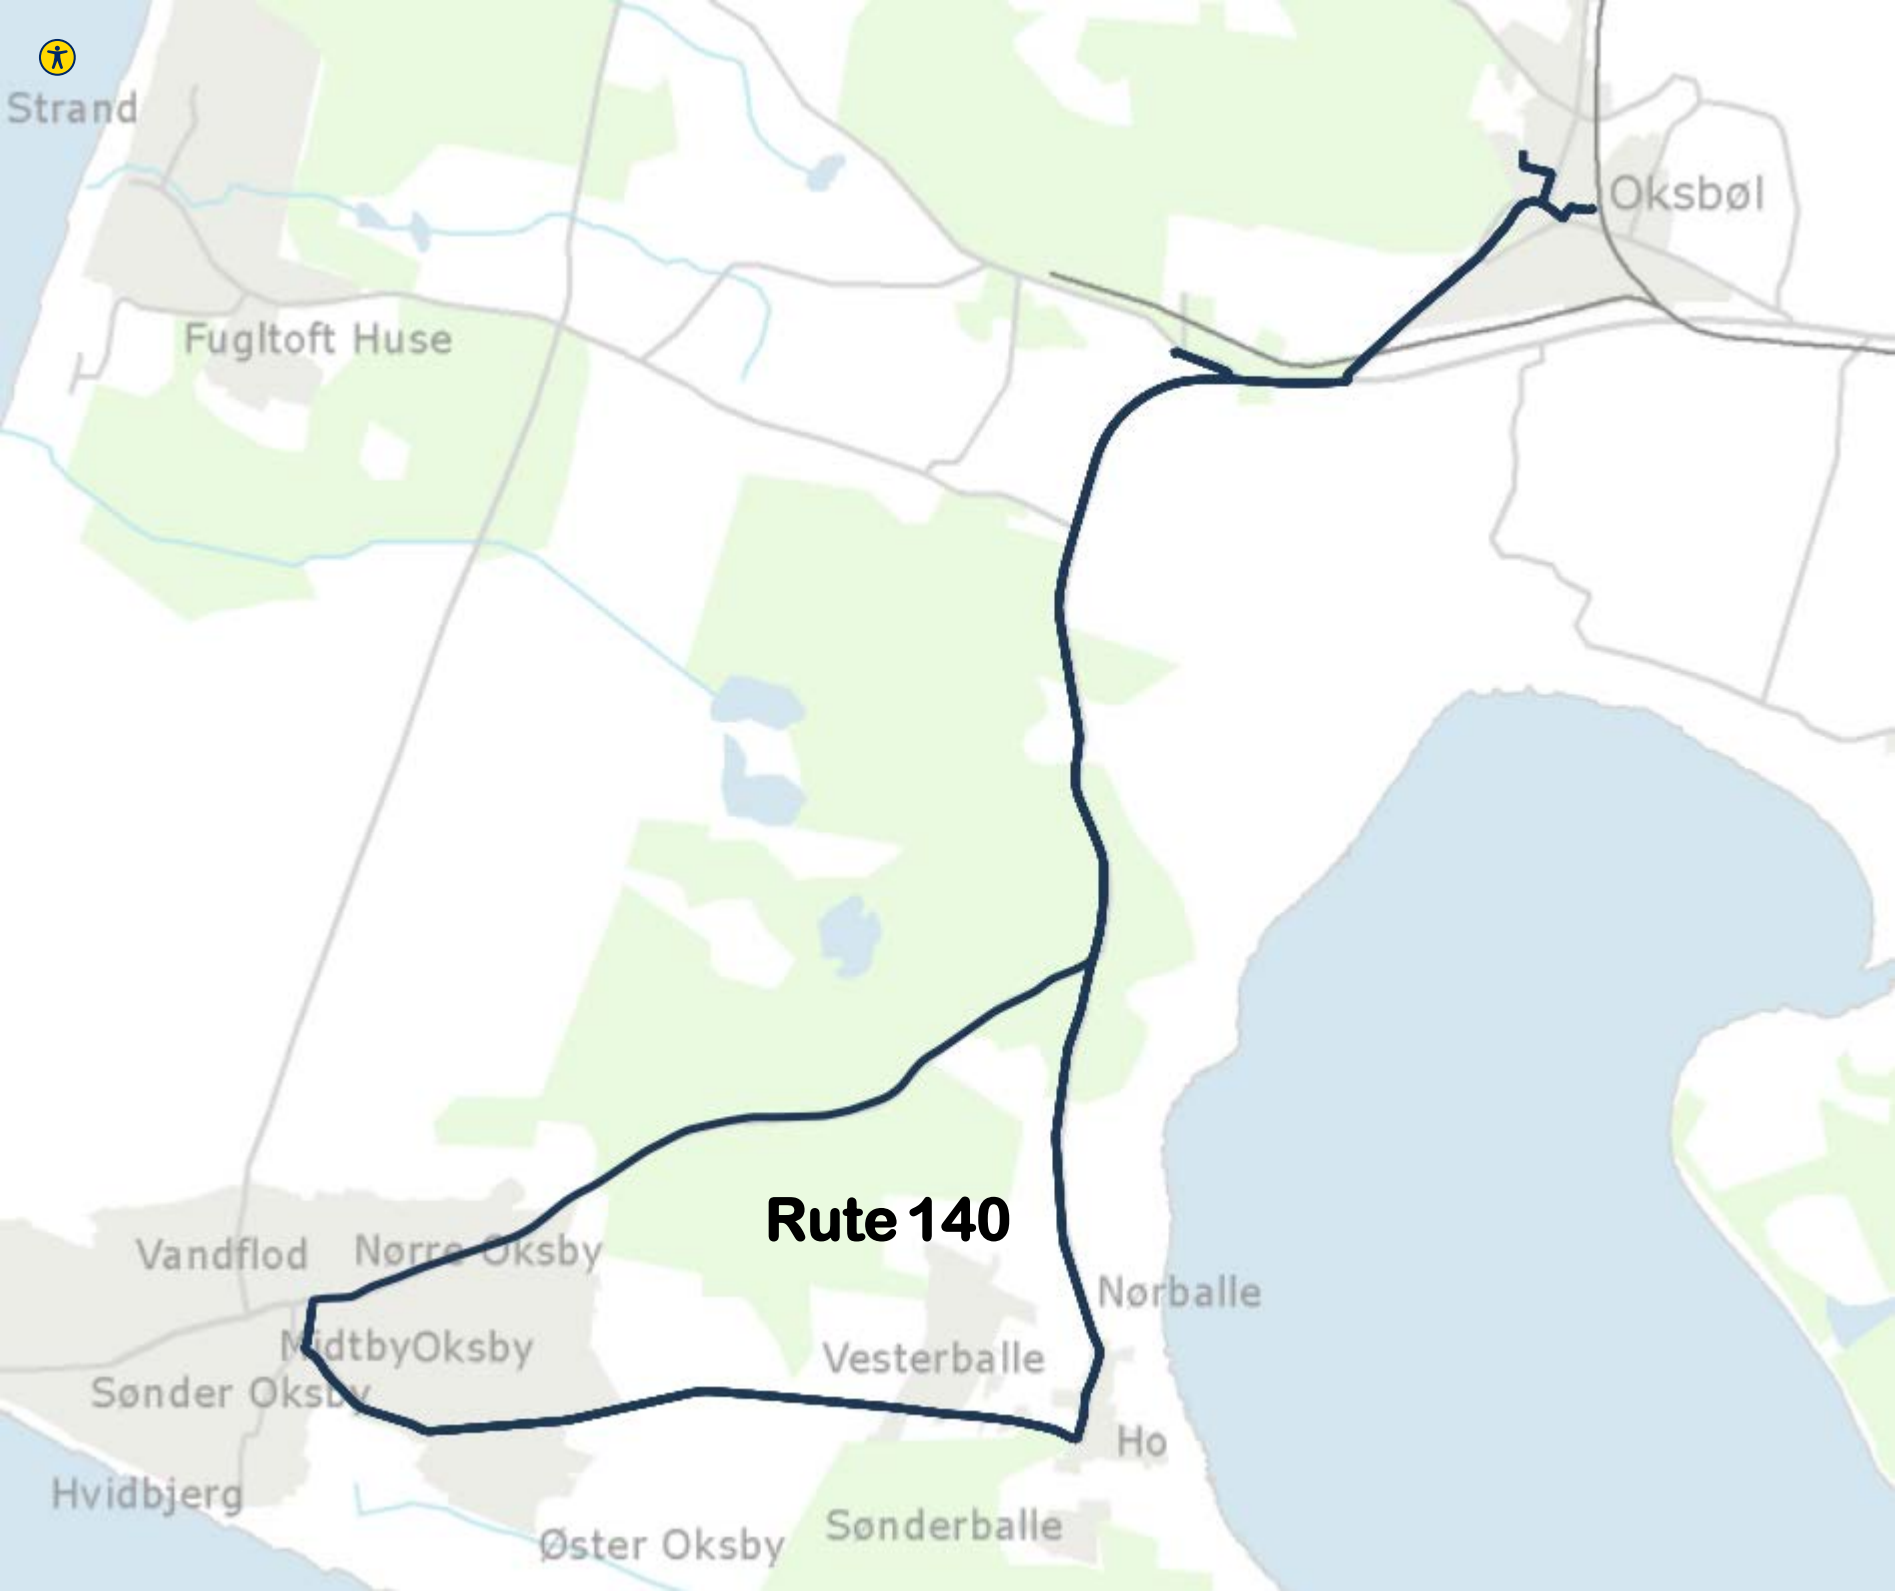 Strand
Oksbøl
Fugltoft Huse
Rute 140
Vandflod
Nørre Oksby
Nørballe
MidtbyOksby
Vesterballe
Sønder Oksby
Ho
Hvidbjerg
Sønderballe
Øster Oksby